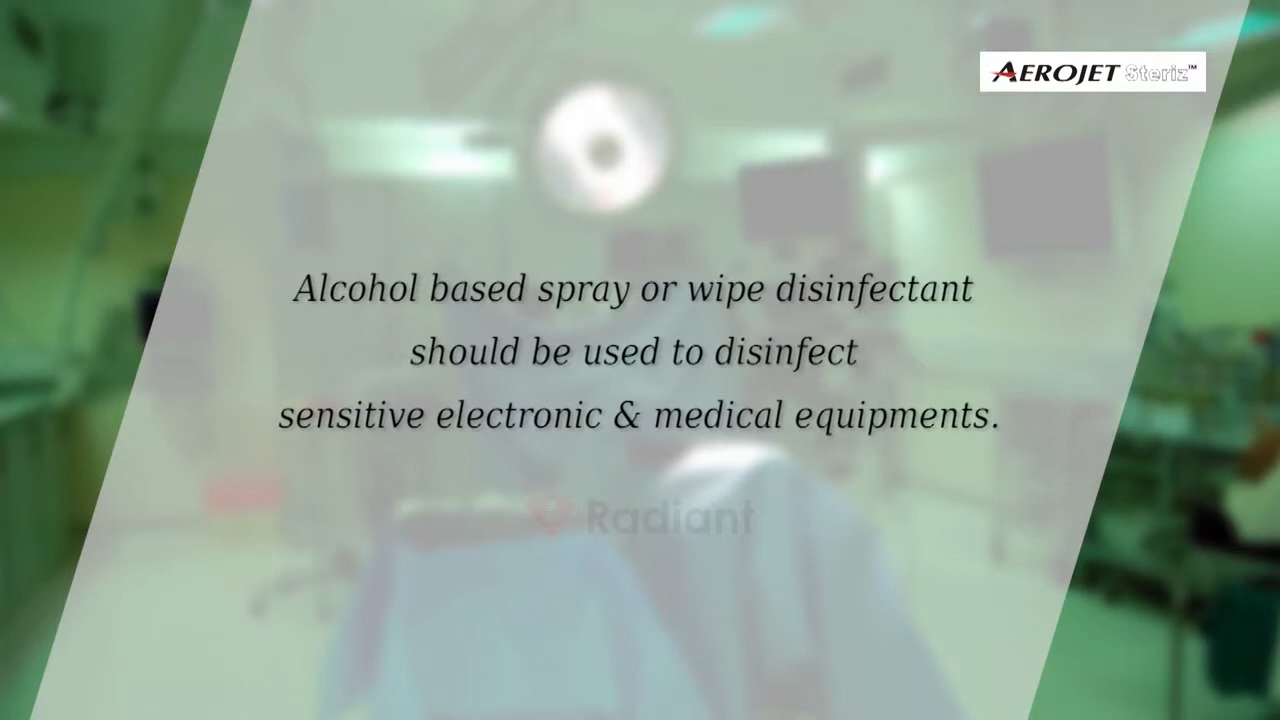 AEROJET Steriz™
Alcohol based spray or wipe disinfectant
should be used to disinfect
sensitive electronic & medical equipments.
Radiant